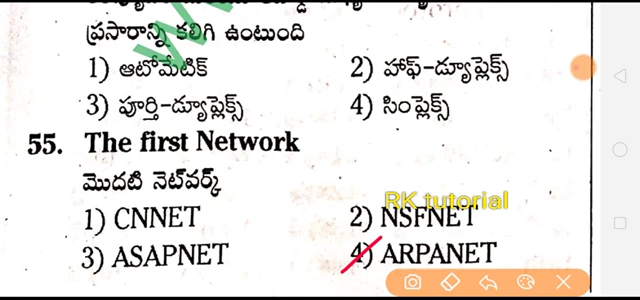 ప్రసారాన్ని కలిగి ఉంటుంది
1) ఆటోమేటిక్ 2) హాఫ్-డ్యూప్లెక్స్
3) పూర్తి-డ్యూప్లెక్స్ 4) సింప్లెక్స్
55. The first Network
మొదటి నెట్‌వర్క్
RK tutorial
1) CNNET 2) NSFNET
3) ASAPNET 4) ARPANET